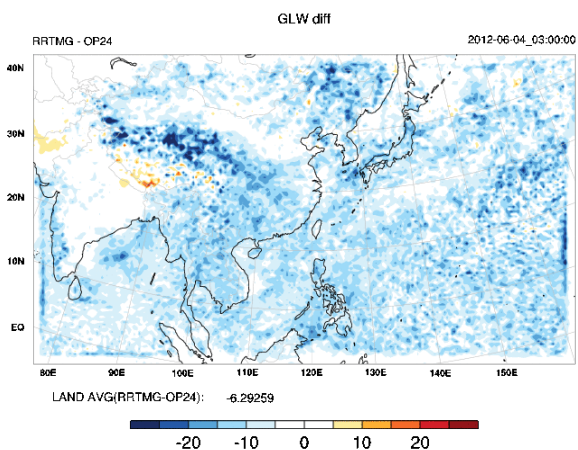 GLW diff
RRTMG - OP24
2012-06-04_03:00:00
40N
30N
20N
10N
EQ
80E 90E 100E 110E 120E 130E 140E 150E
LAND AVG(RRTMG-OP24): -6.29259
-20 -10 0 10 20